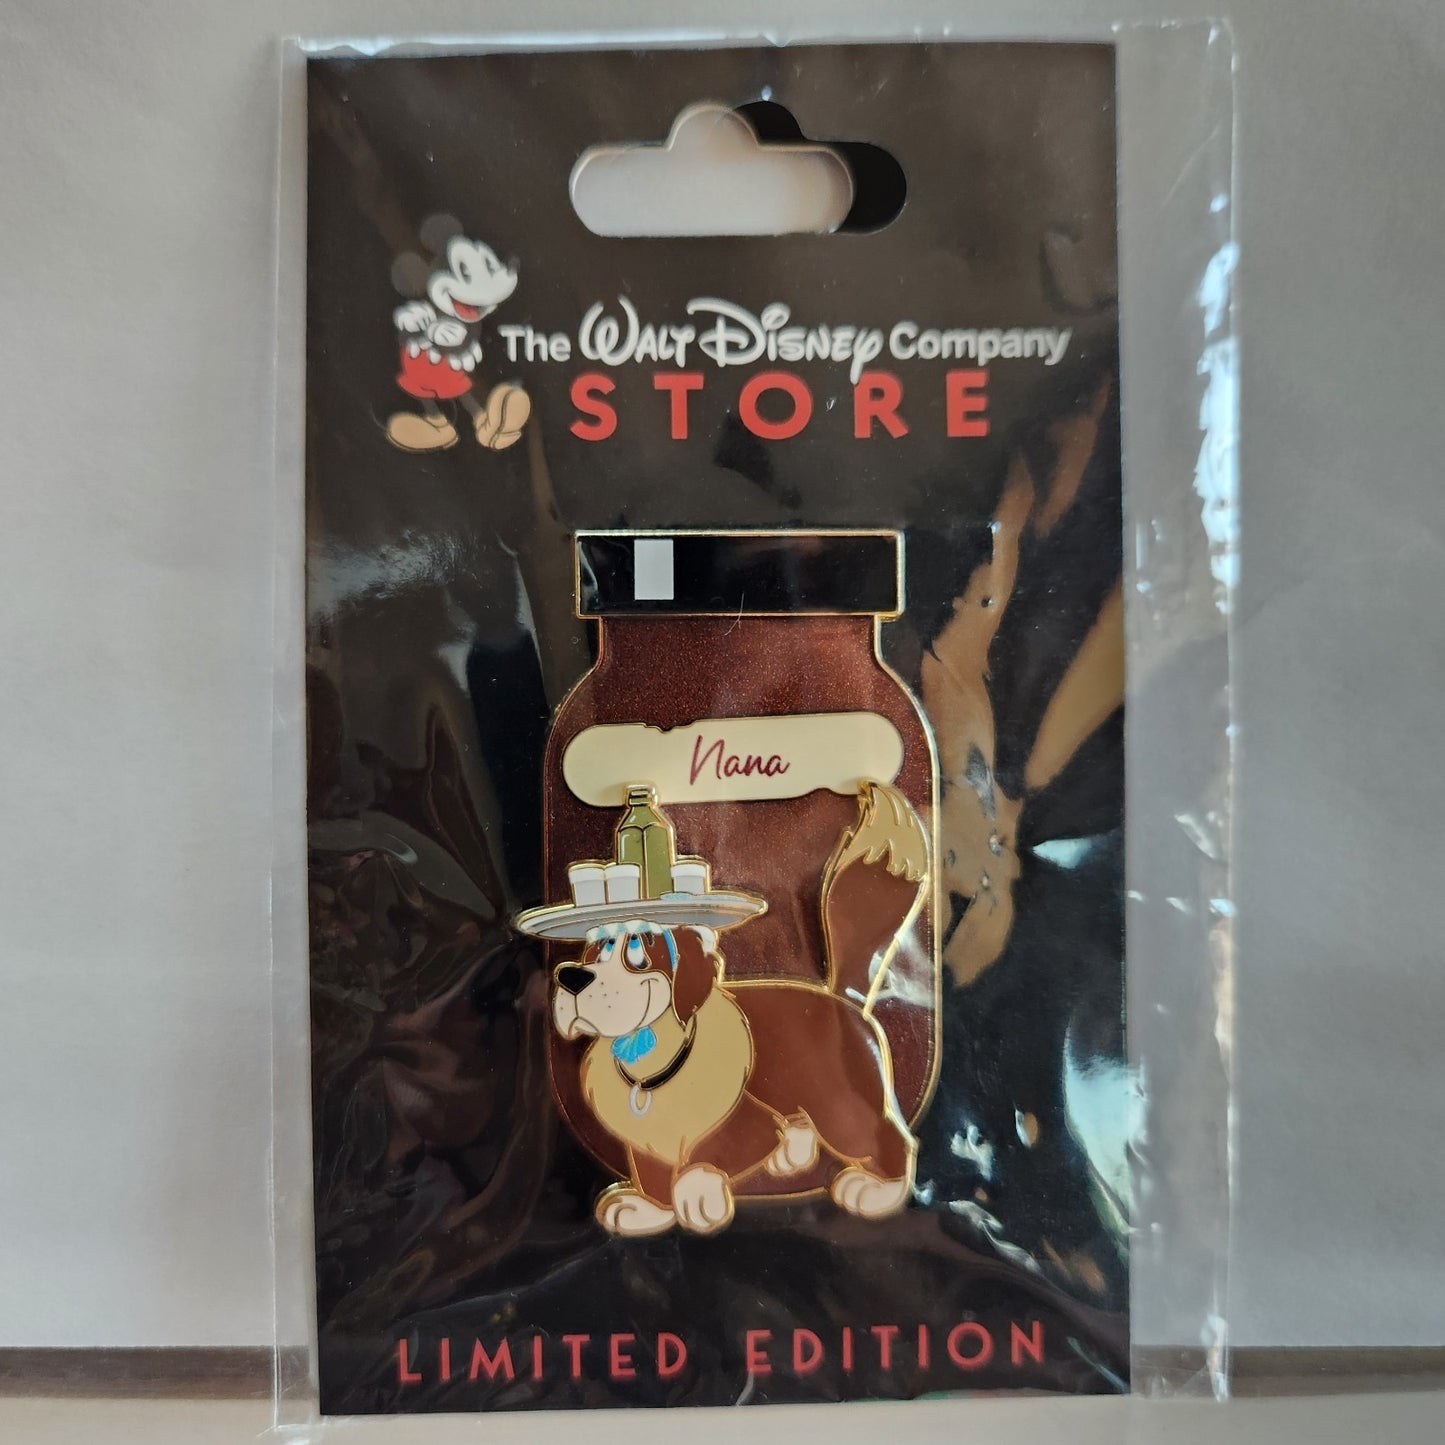 The Walt Disney Company
STORE
Nana
LIMITED EDITION